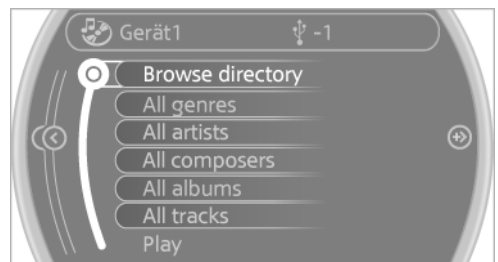 Gerät1 -1
Browse directory
All genres
All artists
All composers
All albums
All tracks
Play